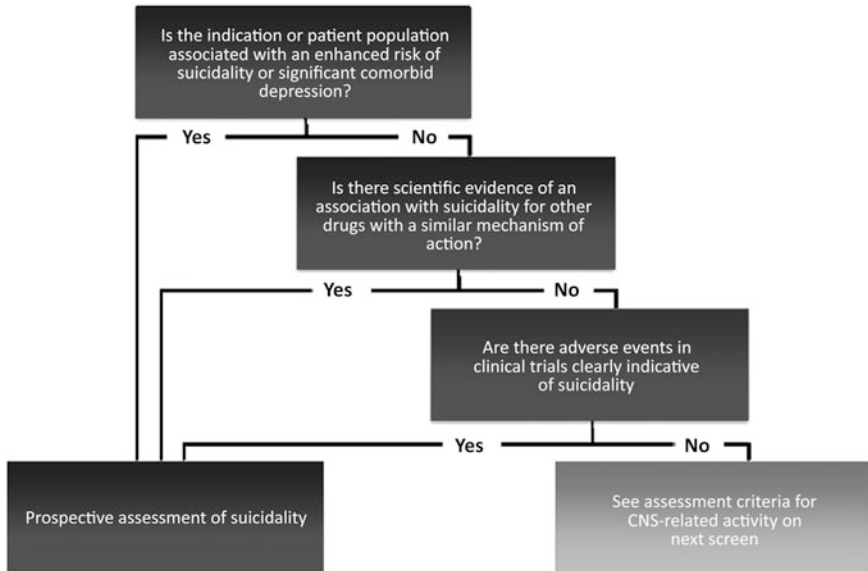 Is the indication or patient population
associated with an enhanced risk of
suicidality or significant comorbid
depression?
Yes
No
Is there scientific evidence of an
association with suicidality for other
drugs with a similar mechanism of
action?
Yes
No
Are there adverse events in
clinical trials clearly indicative
of suicidality
Yes
No
Prospective assessment of suicidality
See assessment criteria for
CNS-related activity on
next screen